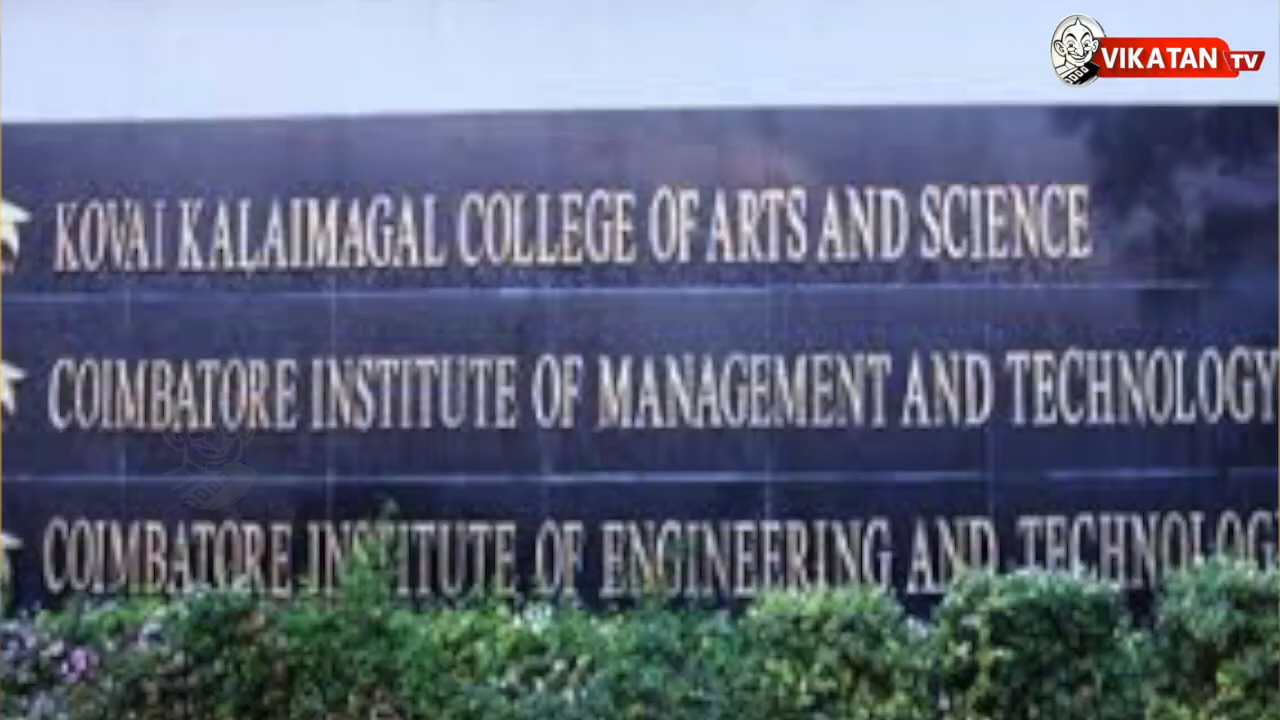 VIKATAN TV
KOVAI KALAIMAGAL COLLEGE OF ARTS AND SCIENCE
COIMBATORE INSTITUTE OF MANAGEMENT AND TECHNOLOGY
COIMBATORE INSTITUTE OF ENGINEERING AND TECHNOLOG